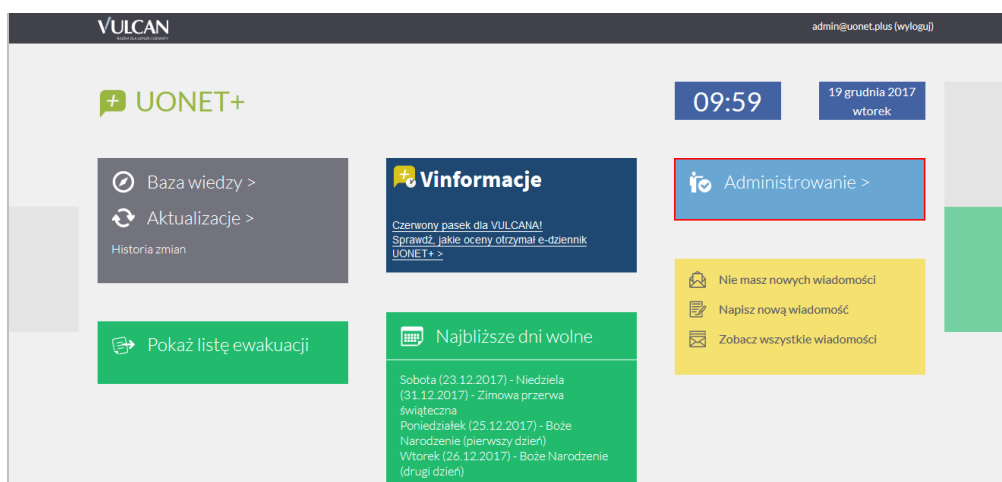 VULCAN
admin@uonet.plus (wyloguj)
UONET+
09:59
19 grudnia 2017
wtorek
Baza wiedzy >
Aktualizacje >
Historia zmian
Vinformacje
Czerwony pasek dla VULCANA!
Sprawdź, jakie oceny otrzymał e-dziennik
UONET+ >
Administrowanie >
Nie masz nowych wiadomości
Napisz nową wiadomość
Zobacz wszystkie wiadomości
Pokaż listę ewakuacji
Najbliższe dni wolne
Sobota (23.12.2017) - Niedziela
(31.12.2017) - Zimowa przerwa
świąteczna
Poniedziałek (25.12.2017) - Boże
Narodzenie (pierwszy dzień)
Wtorek (26.12.2017) - Boże Narodzenie
(drugi dzień)